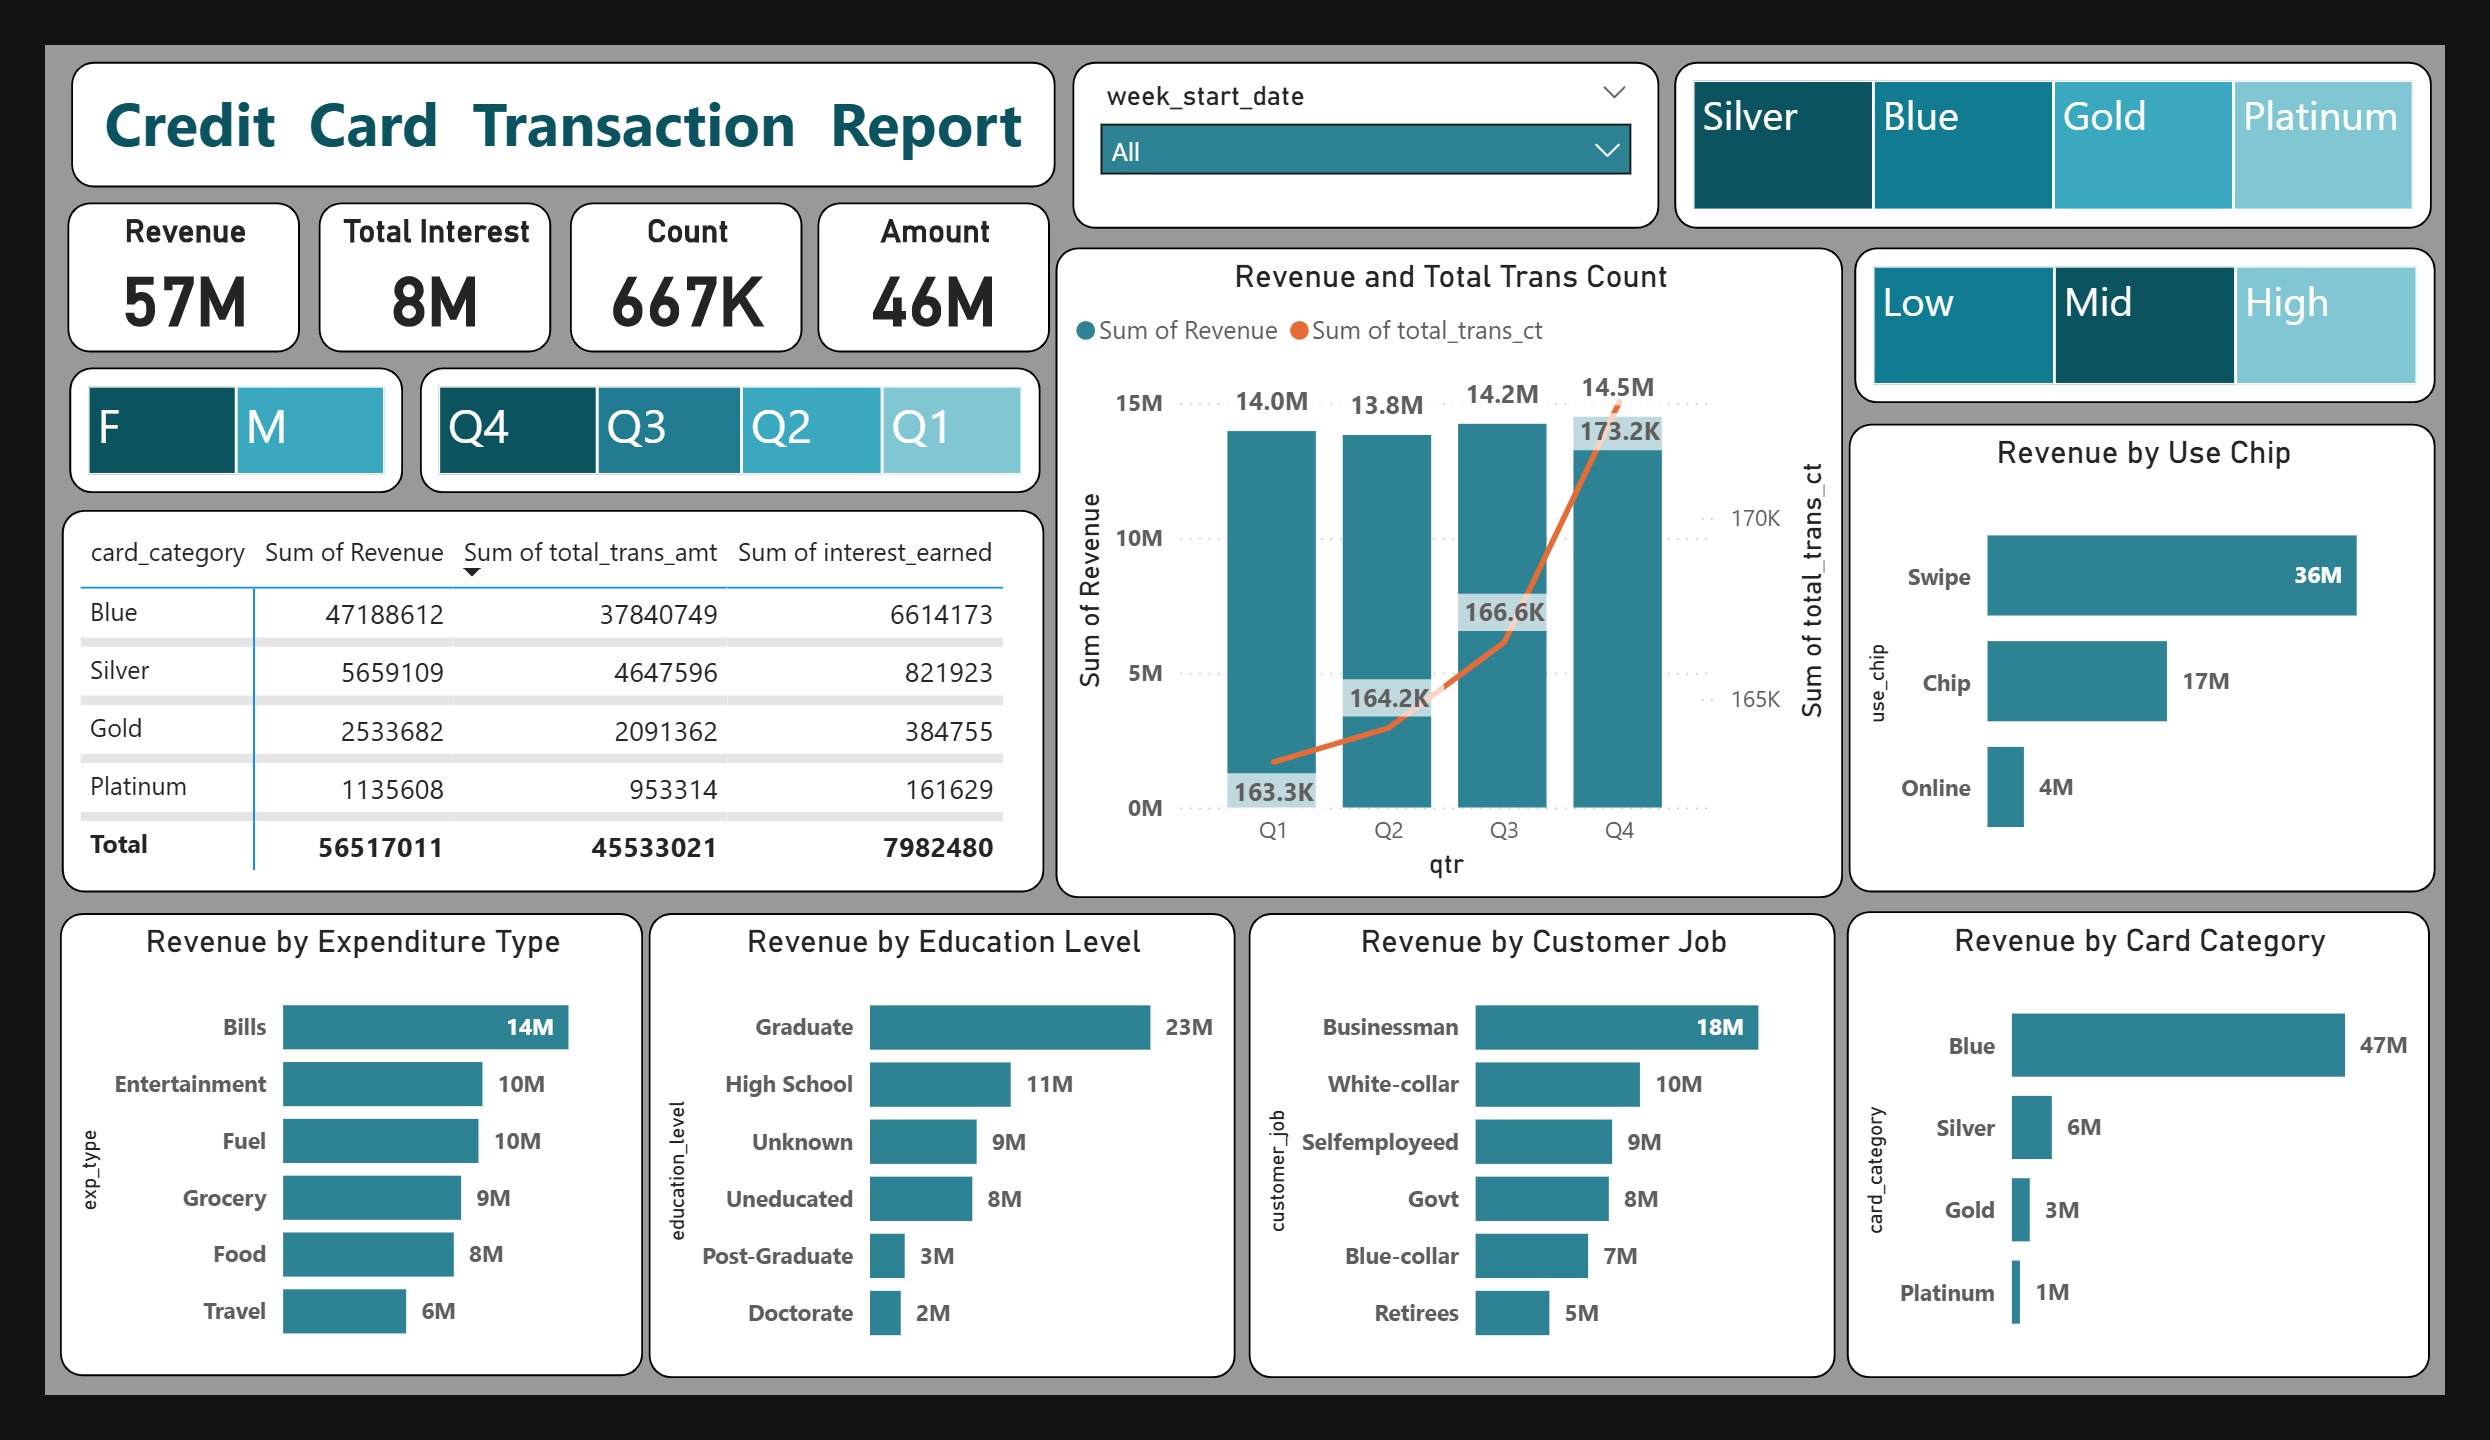 Credit Card Transaction Report
week_start_date
All
Silver Blue Gold Platinum
Revenue
57M
Total Interest
8M
Count
667K
Amount
46M
Low Mid High
F M
Q4 Q3 Q2 Q1
card_category Sum of Revenue Sum of total_trans_amt Sum of interest_earned
Blue 47188612 37840749 6614173
Silver 5659109 4647596 821923
Gold 2533682 2091362 384755
Platinum 1135608 953314 161629
Total 56517011 45533021 7982480
Revenue and Total Trans Count
Sum of Revenue Sum of total_trans_ct
15M
10M
5M
0M
Sum of Revenue
14.0M 13.8M 14.2M 14.5M
163.3K 164.2K 166.6K 173.2K
170K
165K
Sum of total_trans_ct
Q1 Q2 Q3 Q4
qtr
Revenue by Use Chip
use_chip
Swipe 36M
Chip 17M
Online 4M
Revenue by Expenditure Type
exp_type
Bills 14M
Entertainment 10M
Fuel 10M
Grocery 9M
Food 8M
Travel 6M
Revenue by Education Level
education_level
Graduate 23M
High School 11M
Unknown 9M
Uneducated 8M
Post-Graduate 3M
Doctorate 2M
Revenue by Customer Job
customer_job
Businessman 18M
White-collar 10M
Selfemployeed 9M
Govt 8M
Blue-collar 7M
Retirees 5M
Revenue by Card Category
card_category
Blue 47M
Silver 6M
Gold 3M
Platinum 1M